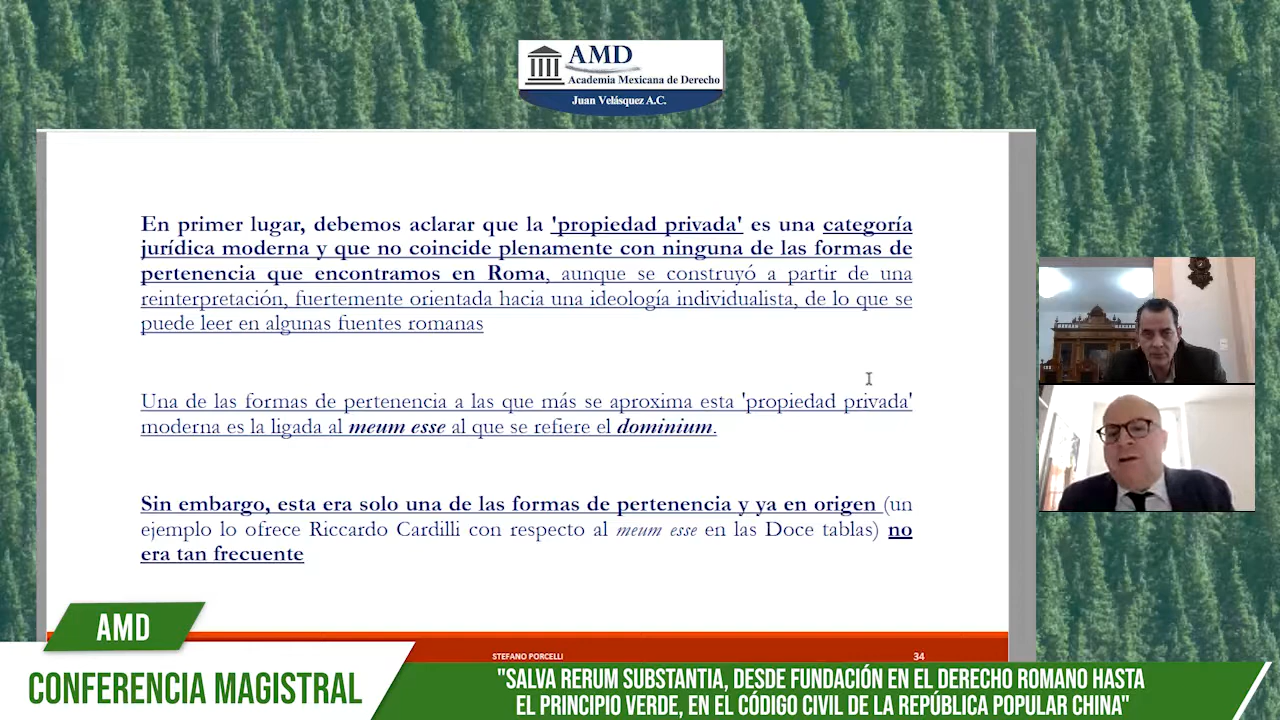 AMD
Academia Mexicana de Derecho
Juan Velásquez A.C.
En primer lugar, debemos aclarar que la 'propiedad privada' es una categoría
jurídica moderna y que no coincide plenamente con ninguna de las formas de
pertenencia que encontramos en Roma, aunque se construyó a partir de una
reinterpretación, fuertemente orientada hacia una ideología individualista, de lo que se
puede leer en algunas fuentes romanas
Una de las formas de pertenencia a las que más se aproxima esta 'propiedad privada'
moderna es la ligada al meum esse al que se refiere el dominium.
Sin embargo, esta era solo una de las formas de pertenencia y ya en origen (un
ejemplo lo ofrece Riccardo Cardilli con respecto al meum esse en las Doce tablas) no
era tan frecuente
STEFANO PORCELLI
34
AMD
CONFERENCIA MAGISTRAL
"SALVA RERUM SUBSTANTIA, DESDE FUNDACIÓN EN EL DERECHO ROMANO HASTA
EL PRINCIPIO VERDE, EN EL CÓDIGO CIVIL DE LA REPÚBLICA POPULAR CHINA"